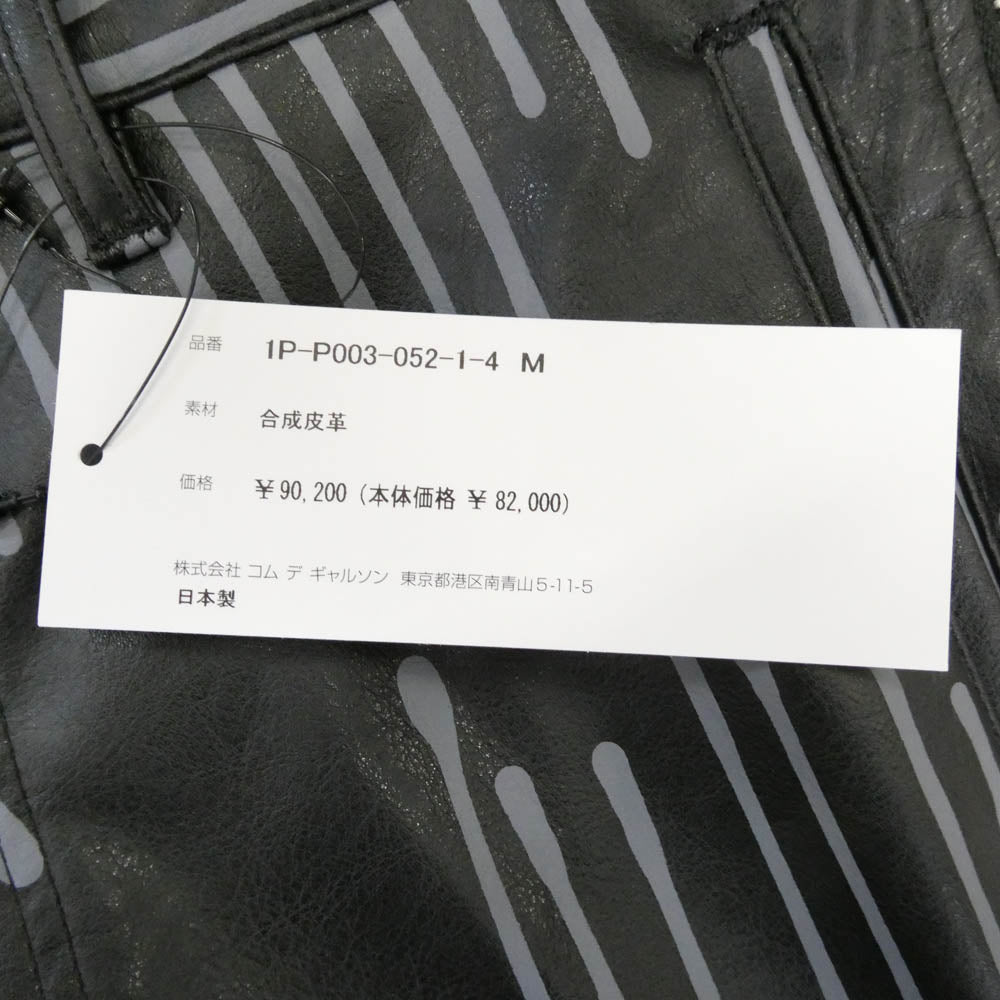 品番 1P-P003-052-1-4 M
素材 合成皮革
価格 ¥90,200 (本体価格 ¥ 82,000)
株式会社 コム デ ギャルソン 東京都港区南青山5-11-5
日本製